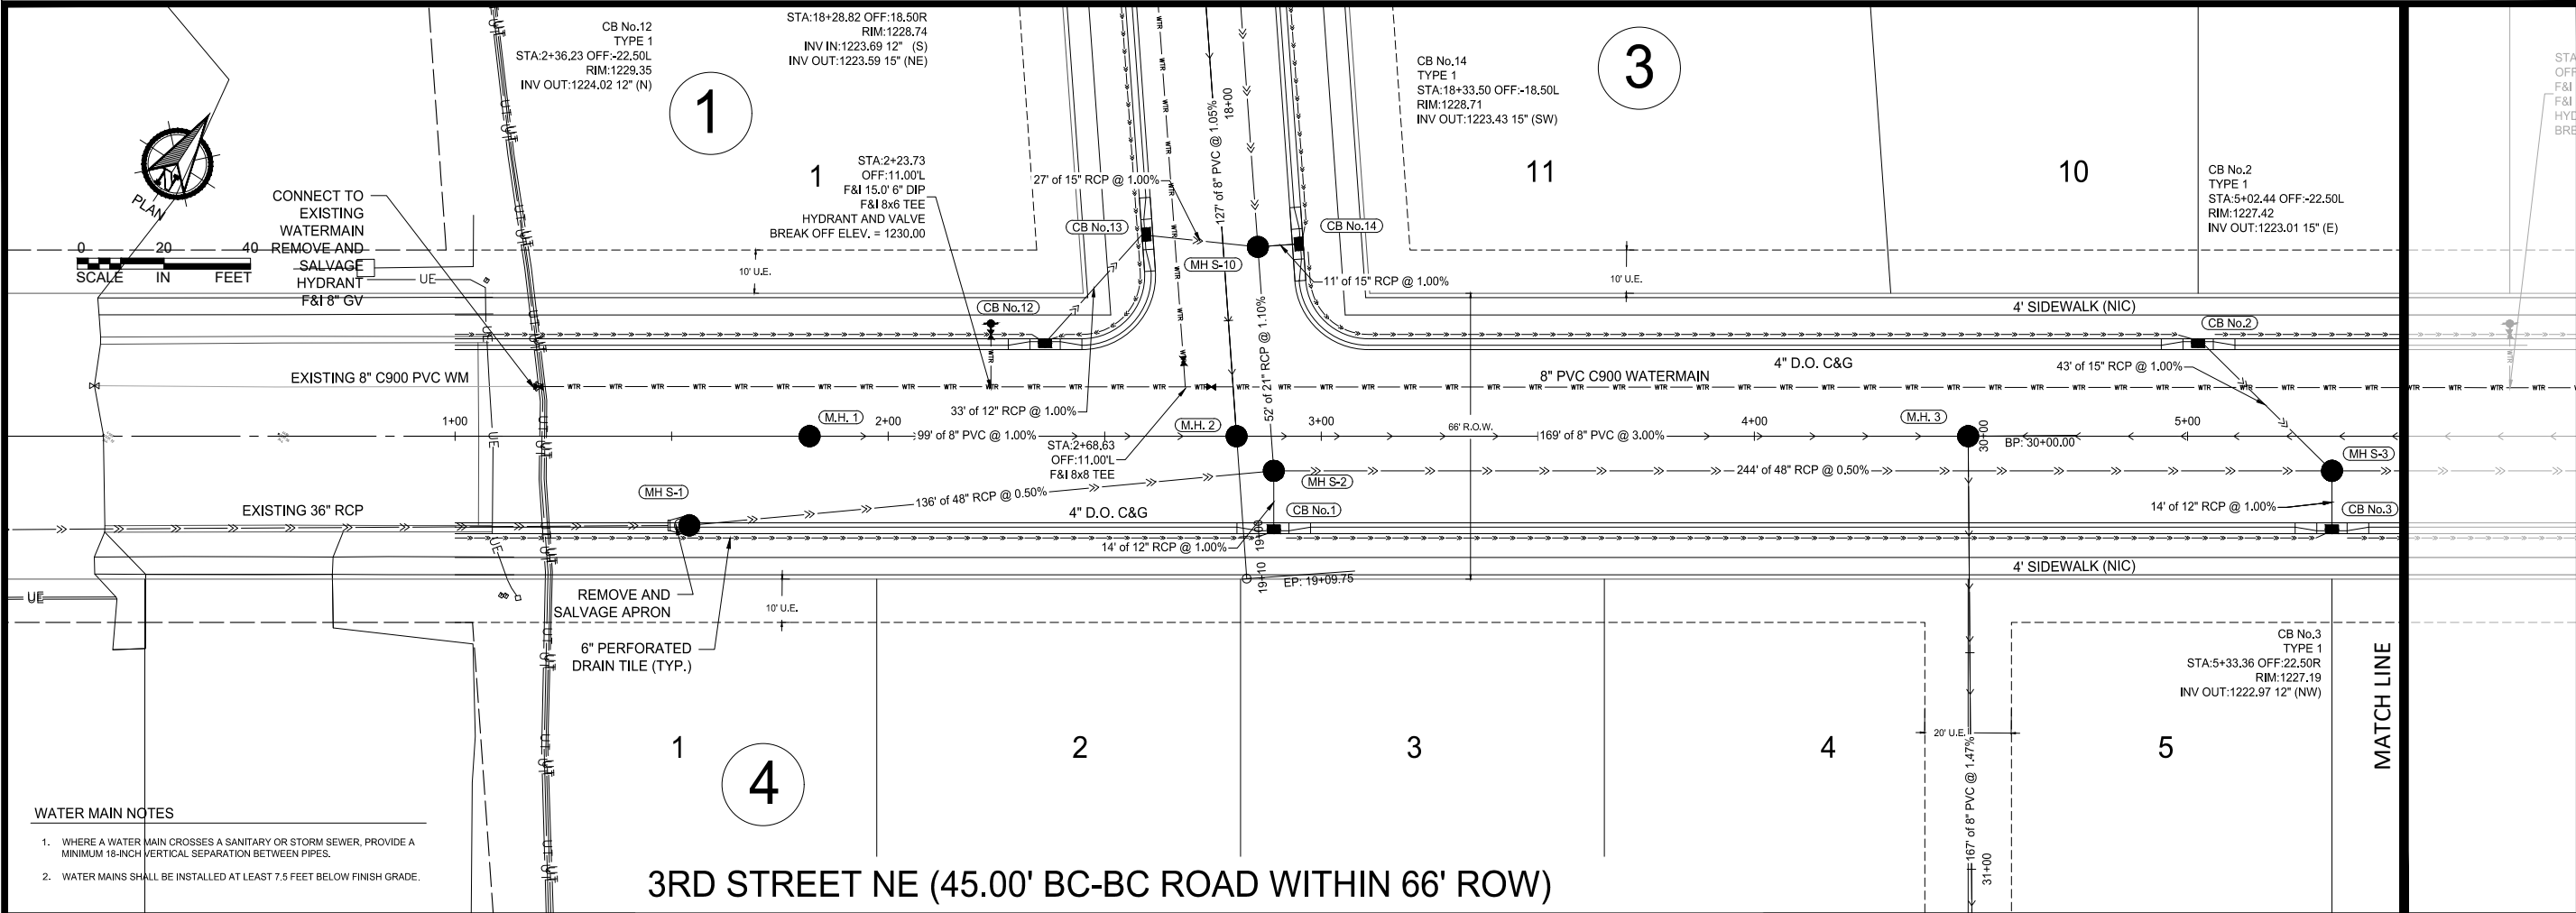 CB No.12
TYPE 1
STA:2+36.23 OFF:-22.50L
RIM:1229.35
INV OUT:1224.02 12" (N)
STA:18+28.82 OFF:18.50R
RIM:1228.74
INV IN:1223.69 12" (S)
INV OUT:1223.59 15" (NE)
1
CB No.14
TYPE 1
STA:18+33.50 OFF:-18.50L
RIM:1228.71
INV OUT:1223.43 15" (SW)
3
STA
OFF
F&I
F&I
HYD
BRE
N
PLAN
0 20 40
SCALE IN FEET
CONNECT TO
EXISTING
WATERMAIN
REMOVE AND
SALVAGE
HYDRANT
F&I 8" GV
1
STA:2+23.73
OFF:11.00'L
F&I 15.0' 6" DIP
F&I 8x6 TEE
HYDRANT AND VALVE
BREAK OFF ELEV. = 1230.00
27' of 15" RCP @ 1.00%
127' of 8" PVC @ 1.05%
18+00
11
10
CB No.2
TYPE 1
STA:5+02.44 OFF:-22.50L
RIM:1227.42
INV OUT:1223.01 15" (E)
CB No.13
CB No.14
MH S-10
11' of 15" RCP @ 1.00%
10' U.E.
10' U.E.
UE
CB No.12
4' SIDEWALK (NIC)
CB No.2
52' of 21" RCP @ 1.10%
4" D.O. C&G
43' of 15" RCP @ 1.00%
EXISTING 8" C900 PVC WM
WTR
8" PVC C900 WATERMAIN
33' of 12" RCP @ 1.00%
1+00
M.H. 1
2+00
99' of 8" PVC @ 1.00%
M.H. 2
3+00
66' R.O.W.
169' of 8" PVC @ 3.00%
4+00
M.H. 3
30+00
BP: 30+00.00
5+00
STA:2+68.63
OFF:11.00'L
F&I 8x8 TEE
MH S-3
244' of 48" RCP @ 0.50%
MH S-2
MH S-1
136' of 48" RCP @ 0.50%
EXISTING 36" RCP
4" D.O. C&G
CB No.1
14' of 12" RCP @ 1.00%
CB No.3
14' of 12" RCP @ 1.00%
19+00
19+10
EP: 19+09.75
4' SIDEWALK (NIC)
UE
REMOVE AND
SALVAGE APRON
10' U.E.
6" PERFORATED
DRAIN TILE (TYP.)
CB No.3
TYPE 1
STA:5+33.36 OFF:22.50R
RIM:1227.19
INV OUT:1222.97 12" (NW)
MATCH LINE
20' U.E.
1
2
3
4
5
4
167' of 8" PVC @ 1.47%
31+00
WATER MAIN NOTES
1. WHERE A WATER MAIN CROSSES A SANITARY OR STORM SEWER, PROVIDE A
MINIMUM 18-INCH VERTICAL SEPARATION BETWEEN PIPES.
2. WATER MAINS SHALL BE INSTALLED AT LEAST 7.5 FEET BELOW FINISH GRADE.
3RD STREET NE (45.00' BC-BC ROAD WITHIN 66' ROW)